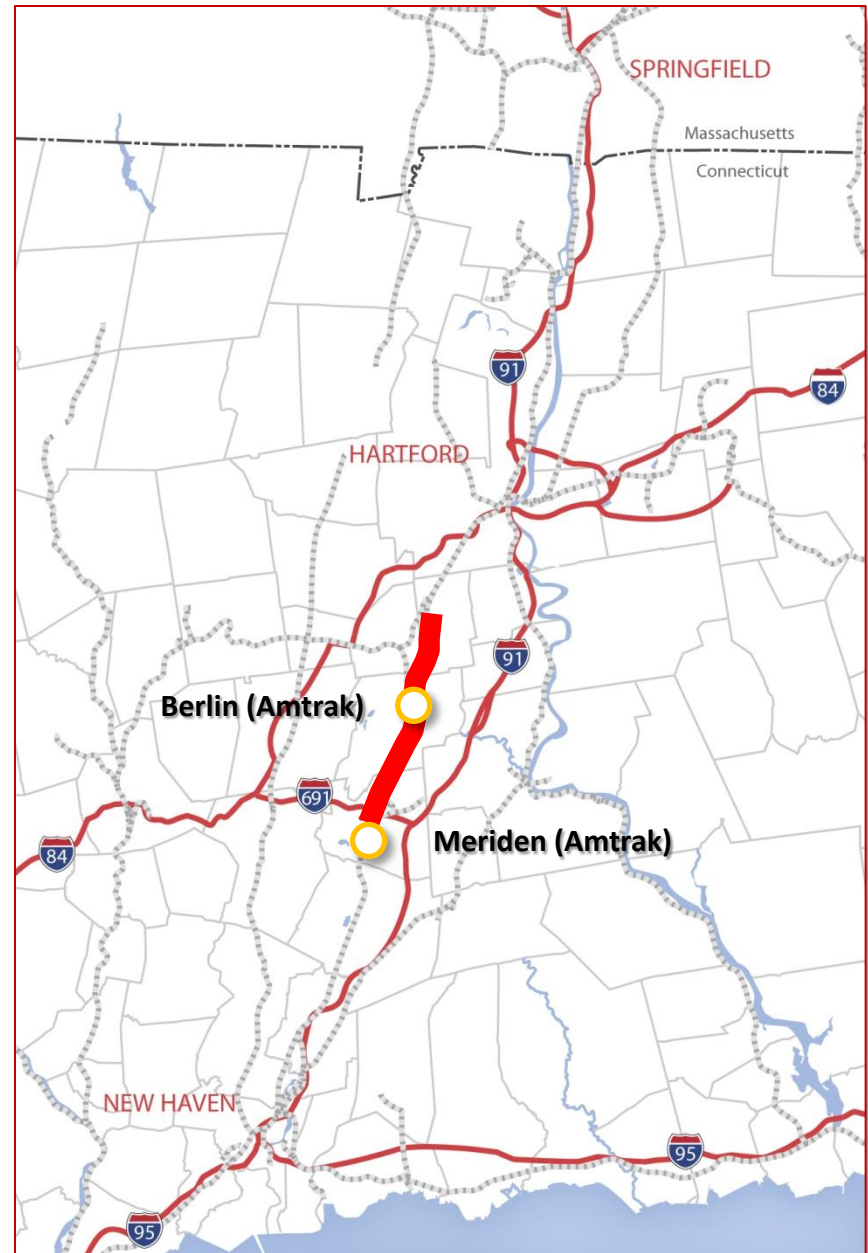 SPRINGFIELD
Massachusetts
Connecticut
91
84
HARTFORD
91
Berlin (Amtrak)
691
84
Meriden (Amtrak)
NEW HAVEN
95
95